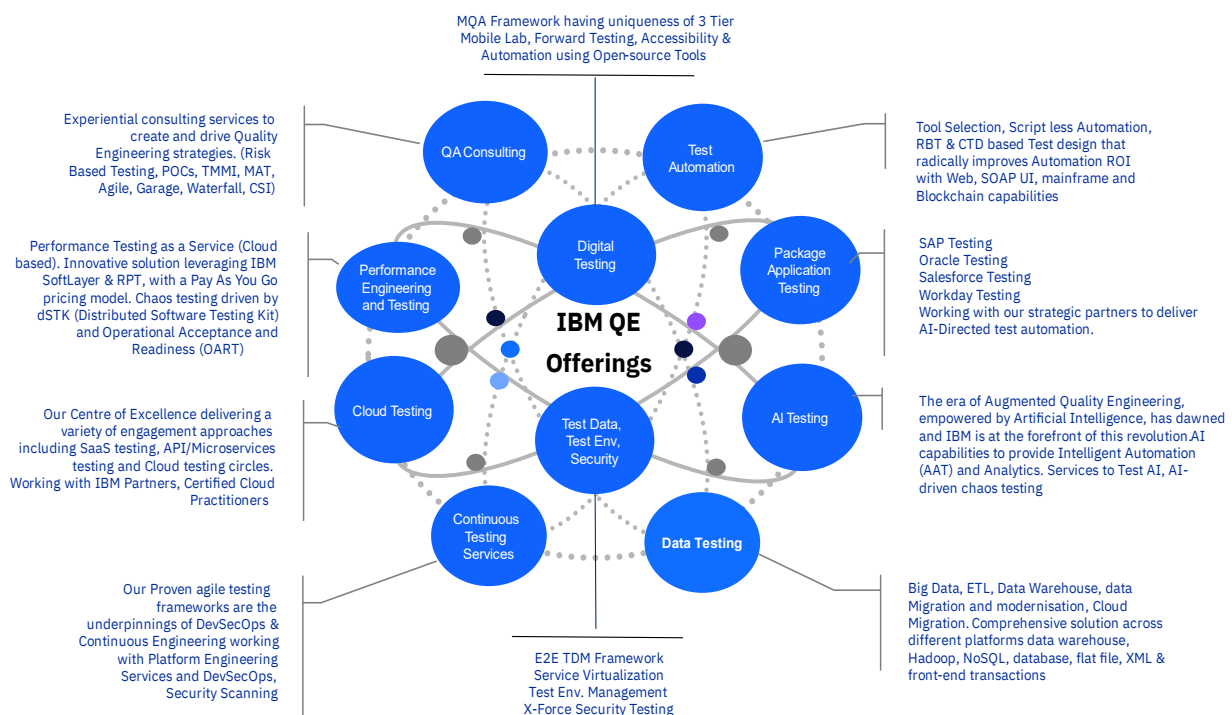 MQA Framework having uniqueness of 3 Tier
Mobile Lab, Forward Testing, Accessibility &
Automation using Open-source Tools
Experiential consulting services to
create and drive Quality
Engineering strategies. (Risk
Based Testing, POCs, TMMI, MAT,
Agile, Garage, Waterfall, CSI)
QA Consulting
Test
Automation
Tool Selection, Script less Automation,
RBT & CTD based Test design that
radically improves Automation ROI
with Web, SOAP UI, mainframe and
Blockchain capabilities
Performance Testing as a Service (Cloud
based). Innovative solution leveraging IBM
SoftLayer & RPT, with a Pay As You Go
pricing model. Chaos testing driven by
dSTK (Distributed Software Testing Kit)
and Operational Acceptance and
Readiness (OART)
Performance
Engineering
and Testing
Digital
Testing
Package
Application
Testing
SAP Testing
Oracle Testing
Salesforce Testing
Workday Testing
Working with our strategic partners to deliver
AI-Directed test automation.
IBM QE
Offerings
Our Centre of Excellence delivering a
variety of engagement approaches
including SaaS testing, API/Microservices
testing and Cloud testing circles.
Working with IBM Partners, Certified Cloud
Practitioners
Cloud Testing
Test Data,
Test Env,
Security
AI Testing
The era of Augmented Quality Engineering,
empowered by Artificial Intelligence, has dawned
and IBM is at the forefront of this revolution.AI
capabilities to provide Intelligent Automation
(AAT) and Analytics. Services to Test AI, AI-
driven chaos testing
Continuous
Testing
Services
Data Testing
Our Proven agile testing
frameworks are the
underpinnings of DevSecOps &
Continuous Engineering working
with Platform Engineering
Services and DevSecOps,
Security Scanning
E2E TDM Framework
Service Virtualization
Test Env. Management
X-Force Security Testing
Big Data, ETL, Data Warehouse, data
Migration and modernisation, Cloud
Migration. Comprehensive solution across
different platforms data warehouse,
Hadoop, NoSQL, database, flat file, XML &
front-end transactions